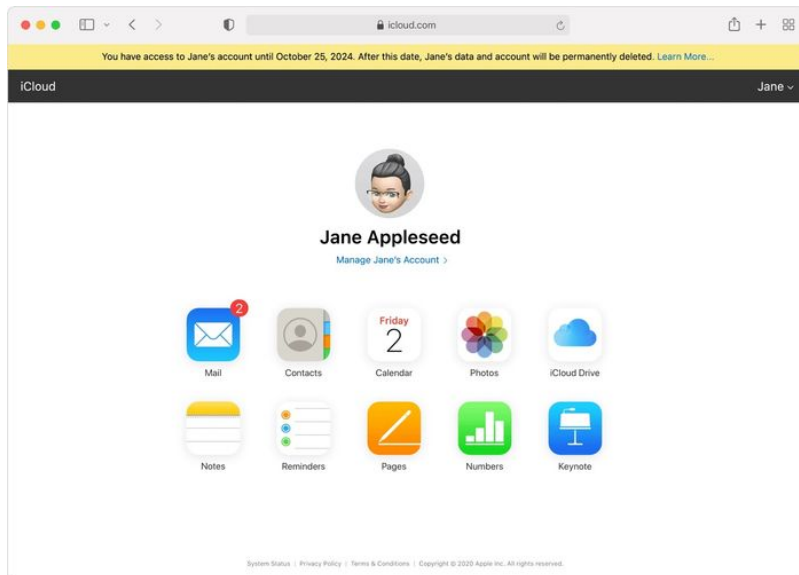 icloud.com
You have access to Jane's account until October 25, 2024. After this date, Jane's data and account will be permanently deleted. Learn More...
iCloud
Jane
Jane Appleseed
Manage Jane's Account >
2
Friday
2
Mail
Contacts
Calendar
Photos
iCloud Drive
Notes
Reminders
Pages
Numbers
Keynote
System Status | Privacy Policy | Terms & Conditions | Copyright © 2020 Apple Inc. All rights reserved.